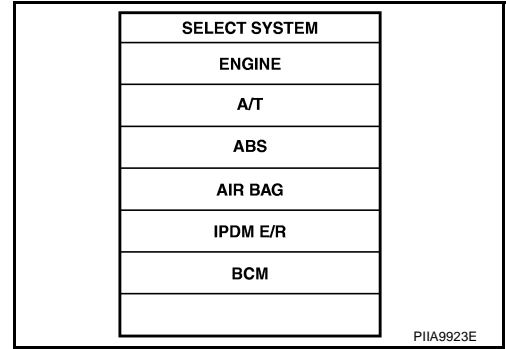 SELECT SYSTEM
ENGINE
A/T
ABS
AIR BAG
IPDM E/R
BCM
PIIA9923E